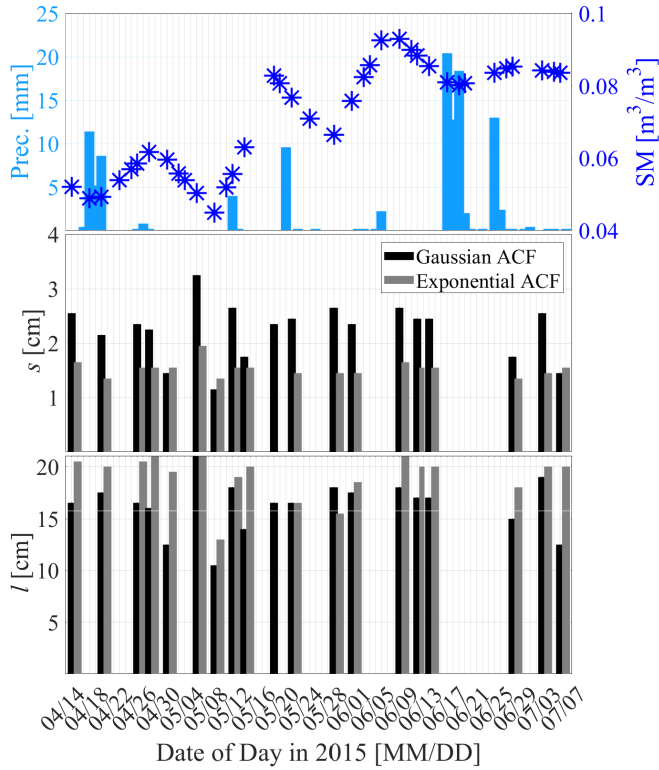 25
20
15
10
5
Prec. [mm]
0.1
0.08
0.06
0.04
SM [m³/m³]
4
3
2
1
s [cm]
Gaussian ACF
Exponential ACF
20
15
10
5
l [cm]
04/14 04/18 04/22 04/26 04/30 05/04 05/08 05/12 05/16 05/20 05/24 05/28 06/01 06/05 06/09 06/13 06/17 06/21 06/25 06/29 07/03 07/07
Date of Day in 2015 [MM/DD]